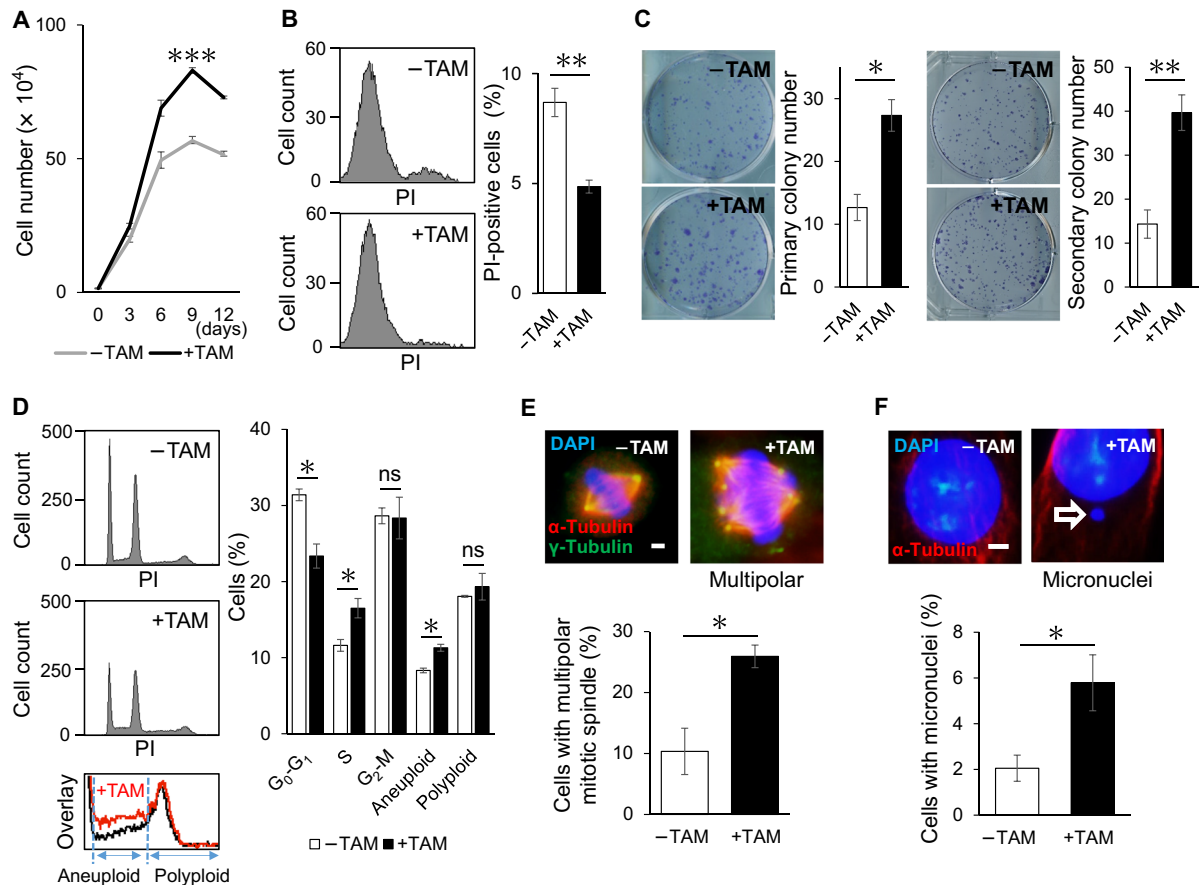 A
Cell number (× 10⁴)
100
50
0
***
0 3 6 9 12
(days)
–TAM +TAM
B
Cell count
60
30
0
–TAM
PI
Cell count
60
30
0
+TAM
PI
PI-positive cells (%)
10
5
0
**
–TAM
+TAM
C
–TAM
+TAM
Primary colony number
30
20
10
0
*
–TAM
+TAM
–TAM
+TAM
Secondary colony number
50
40
30
20
10
0
**
–TAM
+TAM
D
Cell count
500
250
0
–TAM
PI
Cell count
500
250
0
+TAM
PI
Overlay
+TAM
Aneuploid Polyploid
Cells (%)
40
30
20
10
0
*
*
ns
*
ns
G₀-G₁
S
G₂-M
Aneuploid
Polyploid
–TAM +TAM
E
DAPI –TAM
α-Tubulin
γ-Tubulin
+TAM
Multipolar
Cells with multipolar
mitotic spindle (%)
30
20
10
0
*
–TAM +TAM
F
DAPI –TAM
α-Tubulin
+TAM
Micronuclei
Cells with micronuclei (%)
8
6
4
2
0
*
–TAM +TAM